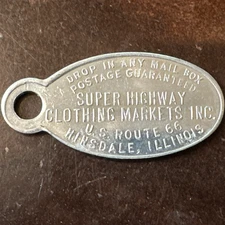 DROP IN ANY MAIL BOX
POSTAGE GUARANTEED
SUPER HIGHWAY
CLOTHING MARKETS INC.
U.S. ROUTE 66
HINSDALE, ILLINOIS